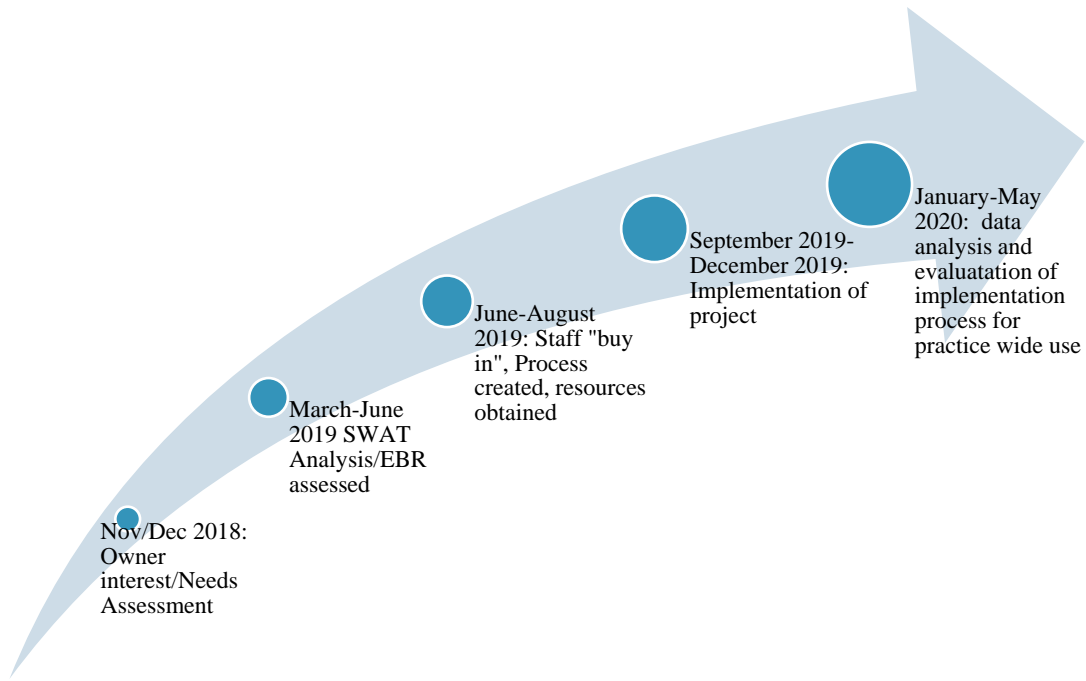 Nov/Dec 2018:
Owner
interest/Needs
Assessment
March-June
2019 SWAT
Analysis/EBR
assessed
June-August
2019: Staff "buy
in", Process
created, resources
obtained
September 2019-
December 2019:
Implementation of
project
January-May
2020:  data
analysis and
evaluatation of
implementation
process for
practice wide use